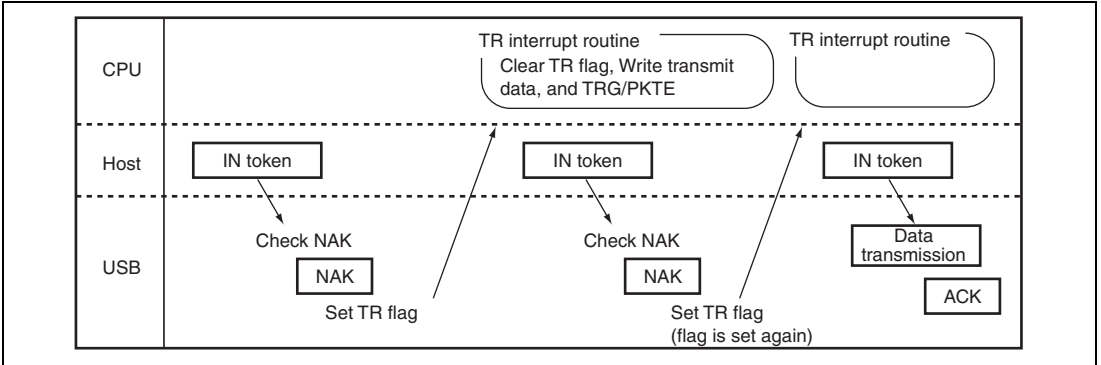 CPU
TR interrupt routine
Clear TR flag, Write transmit
data, and TRG/PKTE
TR interrupt routine
Host
IN token
IN token
IN token
USB
Check NAK
NAK
Set TR flag
Check NAK
NAK
Set TR flag
(flag is set again)
Data
transmission
ACK